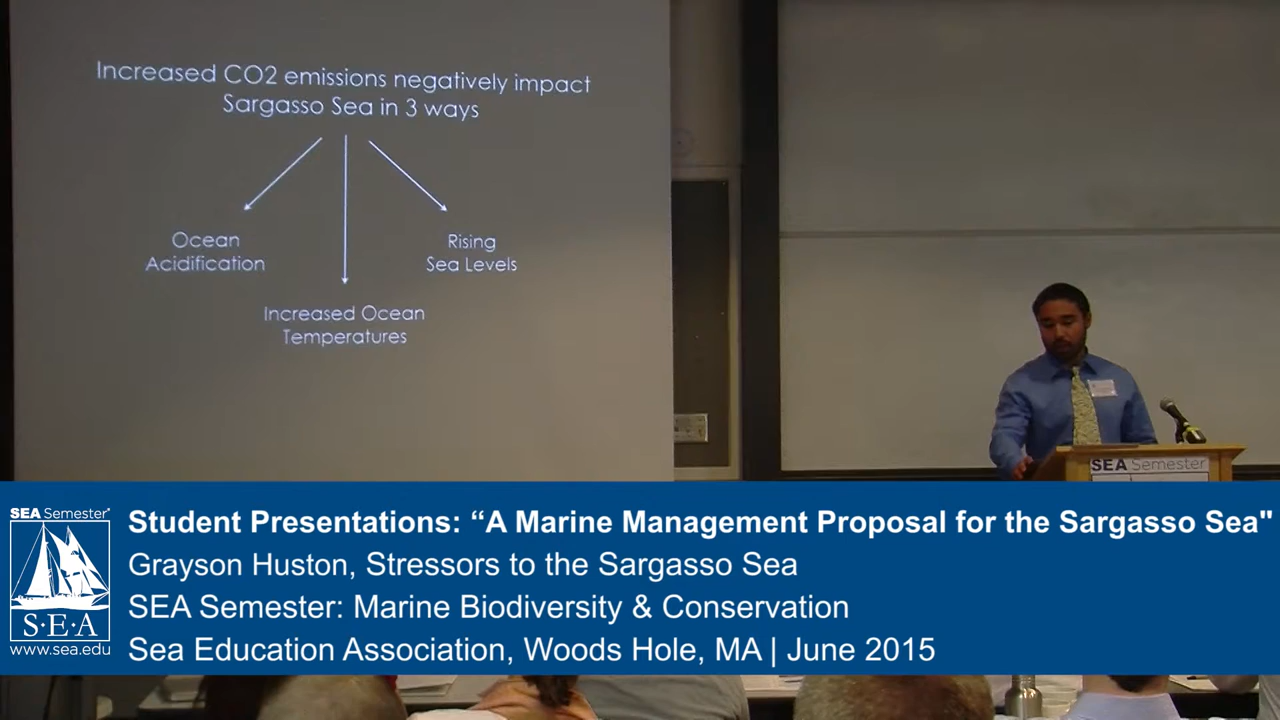 Increased CO2 emissions negatively impact
Sargasso Sea in 3 ways
Ocean
Acidification
Rising
Sea Levels
Increased Ocean
Temperatures
SEA Semester
SEA Semester
Student Presentations: “A Marine Management Proposal for the Sargasso Sea"
Grayson Huston, Stressors to the Sargasso Sea
SEA Semester: Marine Biodiversity & Conservation
Sea Education Association, Woods Hole, MA | June 2015
S·E·A
www.sea.edu